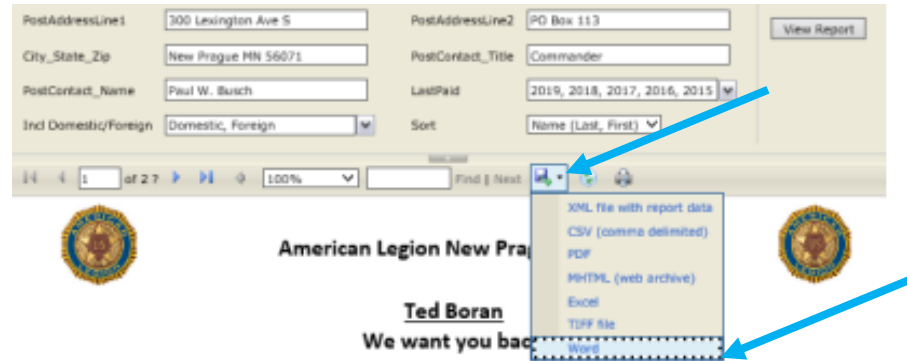 PostAddressLine1 300 Lexington Ave S PostAddressLine2 PO Box 113 View Report
City_State_Zip New Prague MN 56071 PostContact_Title Commander
PostContact_Name Paul W. Busch LastPaid 2019, 2018, 2017, 2016, 2015
Incl Domestic/Foreign Domestic, Foreign Sort Name (Last, First)
1 of 2 ? 100% Find | Next
XML file with report data
CSV (comma delimited)
American Legion New Pra
PDF
MHTML (web archive)
Excel
Ted Boran
TIFF file
We want you bac
Word